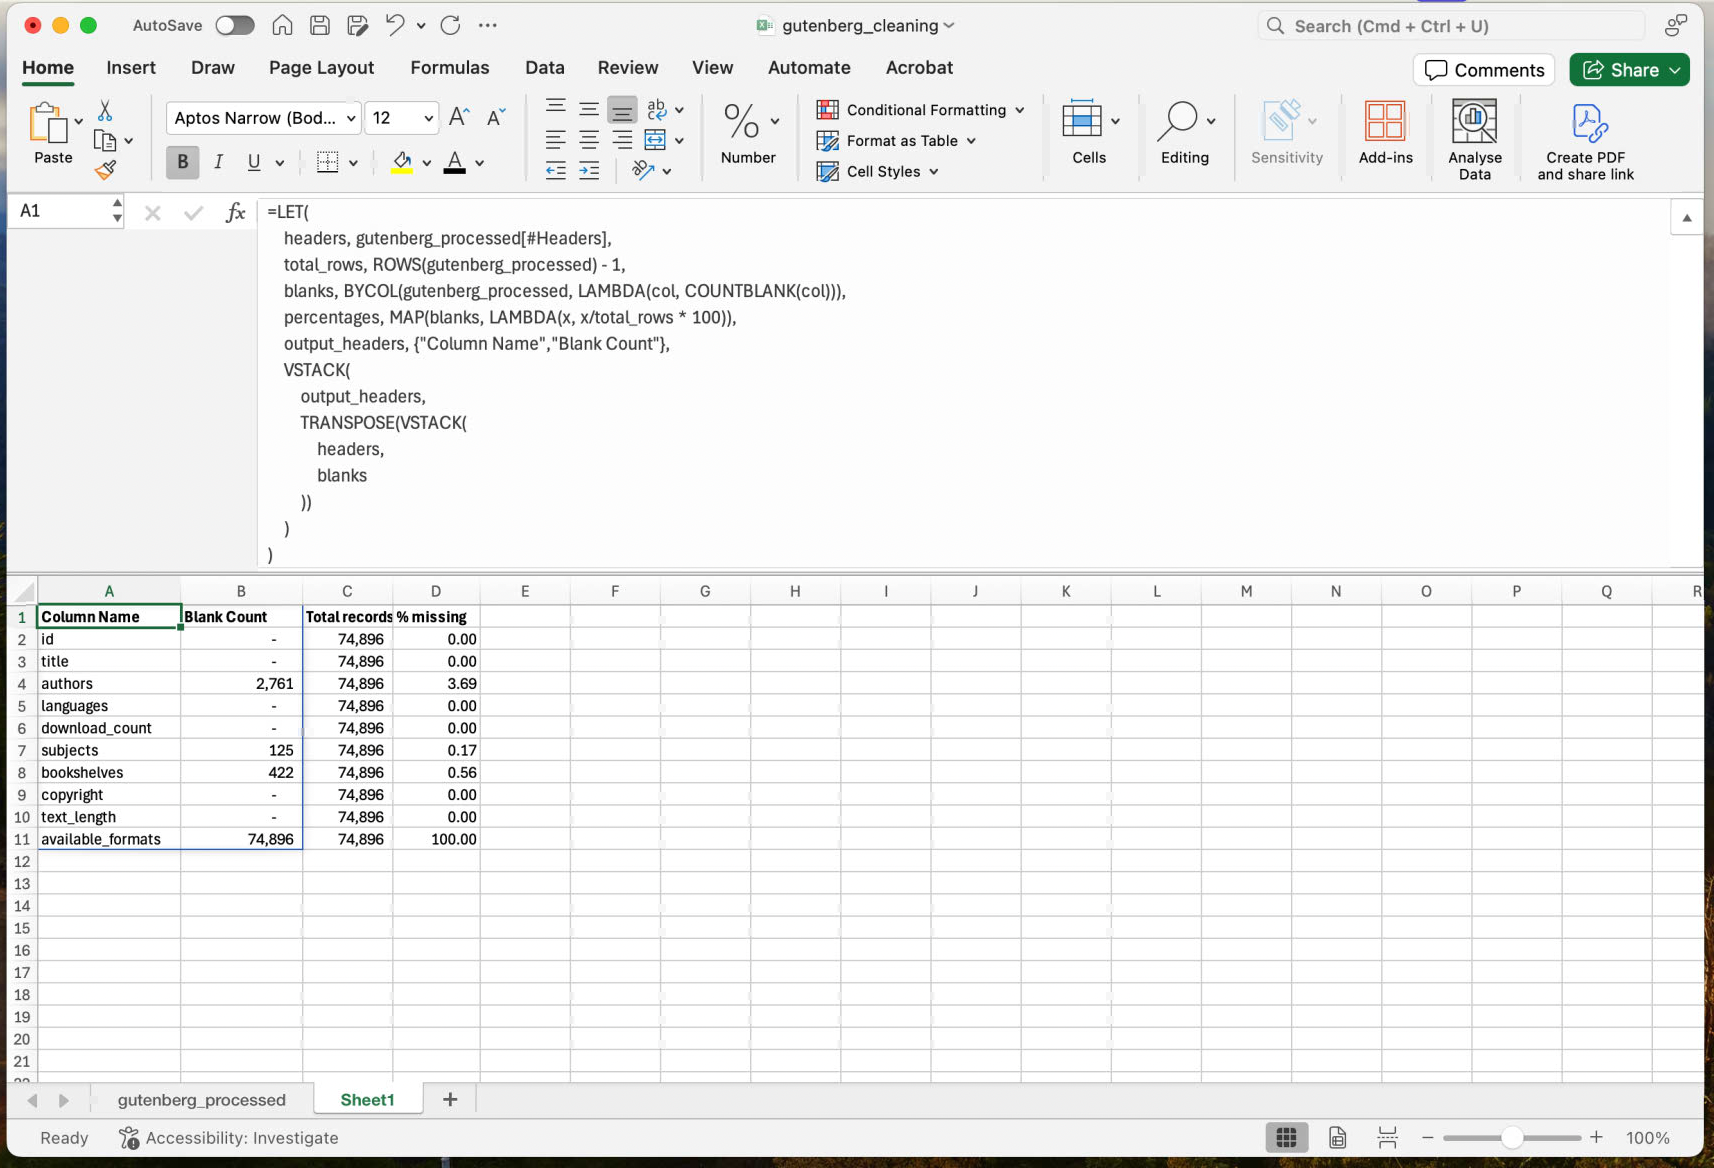 AutoSave
gutenberg_cleaning
Search (Cmd + Ctrl + U)
Home Insert Draw Page Layout Formulas Data Review View Automate Acrobat
Comments Share
Paste
Aptos Narrow (Bod... 12
B I U
ab
Number
Conditional Formatting
Format as Table
Cell Styles
Cells
Editing
Sensitivity
Add-ins
Analyse
Data
Create PDF
and share link
A1
fx
=LET(
headers, gutenberg_processed[#Headers],
total_rows, ROWS(gutenberg_processed) - 1,
blanks, BYCOL(gutenberg_processed, LAMBDA(col, COUNTBLANK(col))),
percentages, MAP(blanks, LAMBDA(x, x/total_rows * 100)),
output_headers, {"Column Name","Blank Count"},
VSTACK(
output_headers,
TRANSPOSE(VSTACK(
headers,
blanks
))
)
)
A B C D E F G H I J K L M N O P Q R
1 Column Name Blank Count Total records % missing
2 id - 74,896 0.00
3 title - 74,896 0.00
4 authors 2,761 74,896 3.69
5 languages - 74,896 0.00
6 download_count - 74,896 0.00
7 subjects 125 74,896 0.17
8 bookshelves 422 74,896 0.56
9 copyright - 74,896 0.00
10 text_length - 74,896 0.00
11 available_formats 74,896 74,896 100.00
12
13
14
15
16
17
18
19
20
21
22
gutenberg_processed Sheet1 +
Ready Accessibility: Investigate
100%